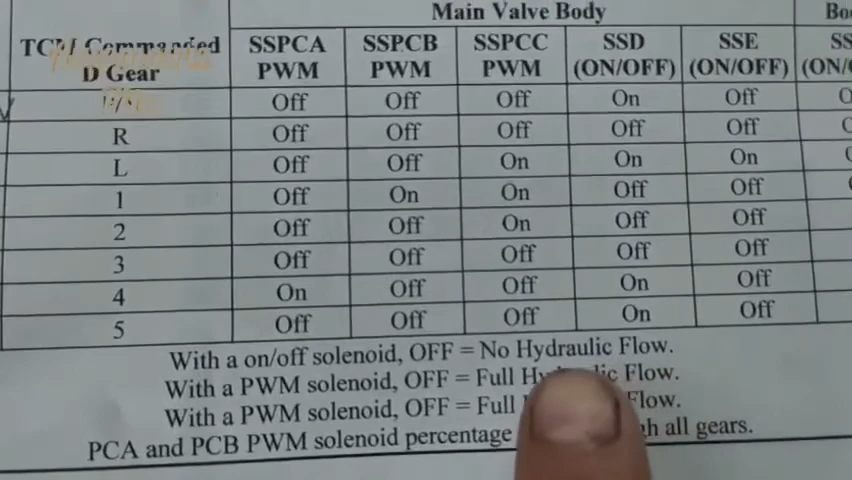 Main Valve Body Bo
TCM Commanded D Gear SSPCA PWM SSPCB PWM SSPCC PWM SSD (ON/OFF) SSE (ON/OFF) (ON/
Off Off Off On Off
R Off Off Off Off Off
L Off Off On On On
1 Off On On Off Off
2 Off Off On Off Off
3 Off Off Off Off Off
4 On Off Off On Off
5 Off Off Off On Off
With a on/off solenoid, OFF = No Hydraulic Flow.
With a PWM solenoid, OFF = Full Flow.
With a PWM solenoid, OFF = Full Flow.
PCA and PCB PWM solenoid percentage all gears.